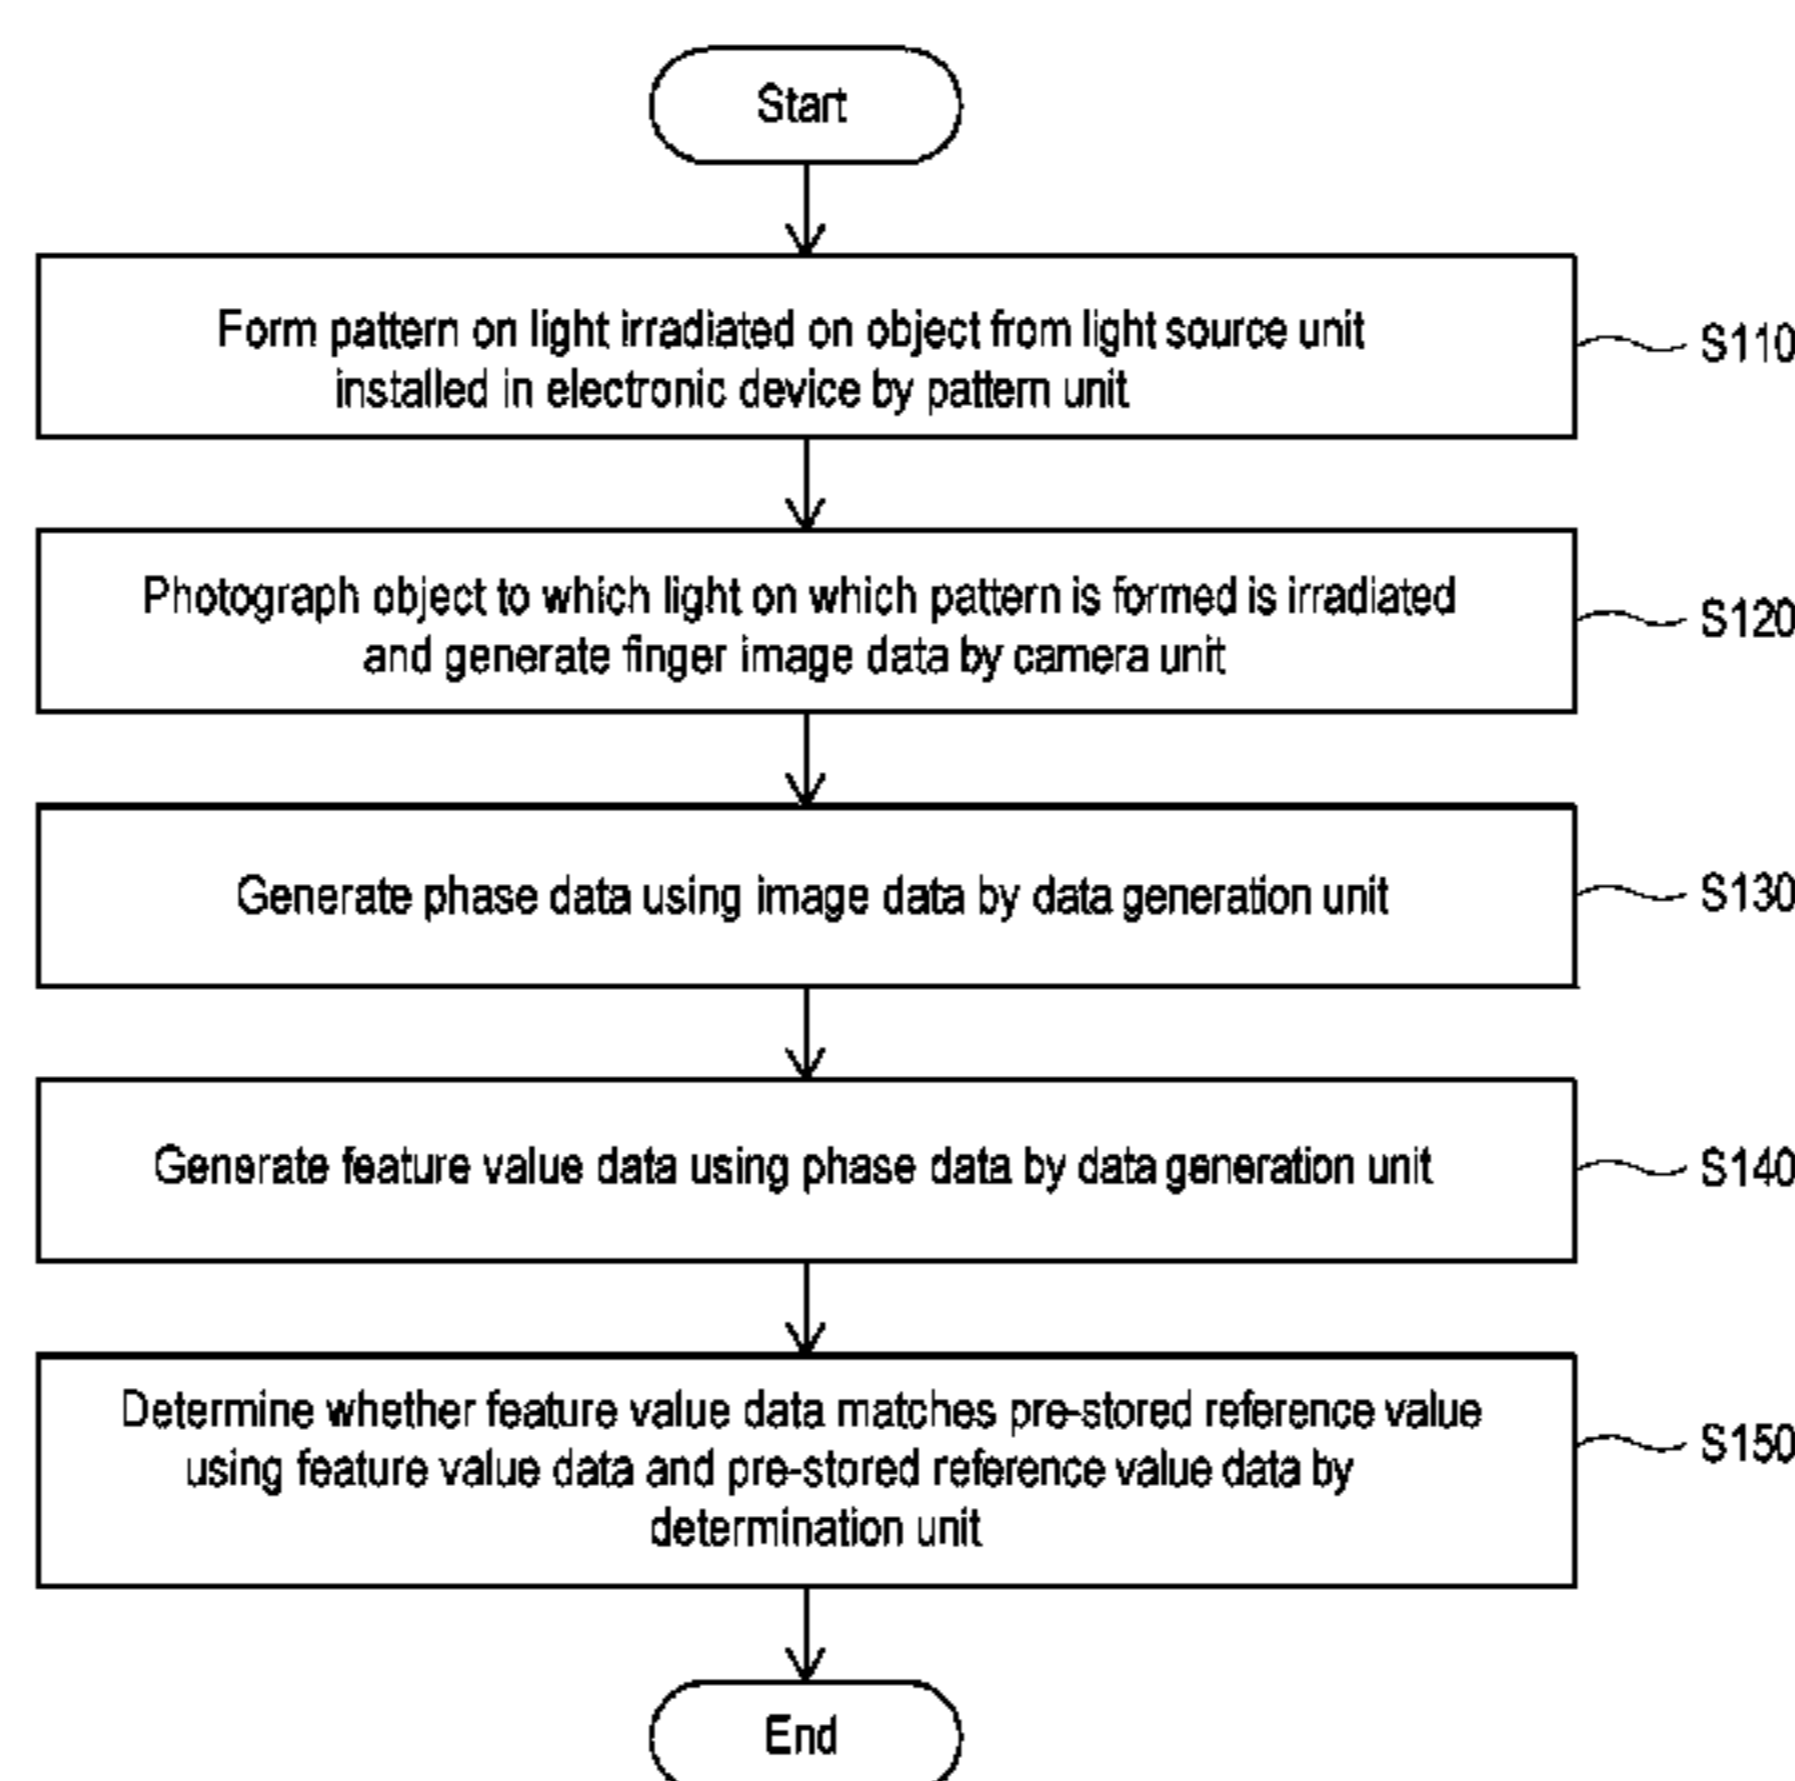 Start
Form pattern on light irradiated on object from light source unit
installed in electronic device by pattern unit
S110
Photograph object to which light on which pattern is formed is irradiated
and generate finger image data by camera unit
S120
Generate phase data using image data by data generation unit
S130
Generate feature value data using phase data by data generation unit
S140
Determine whether feature value data matches pre-stored reference value
using feature value data and pre-stored reference value data by
determination unit
S150
End